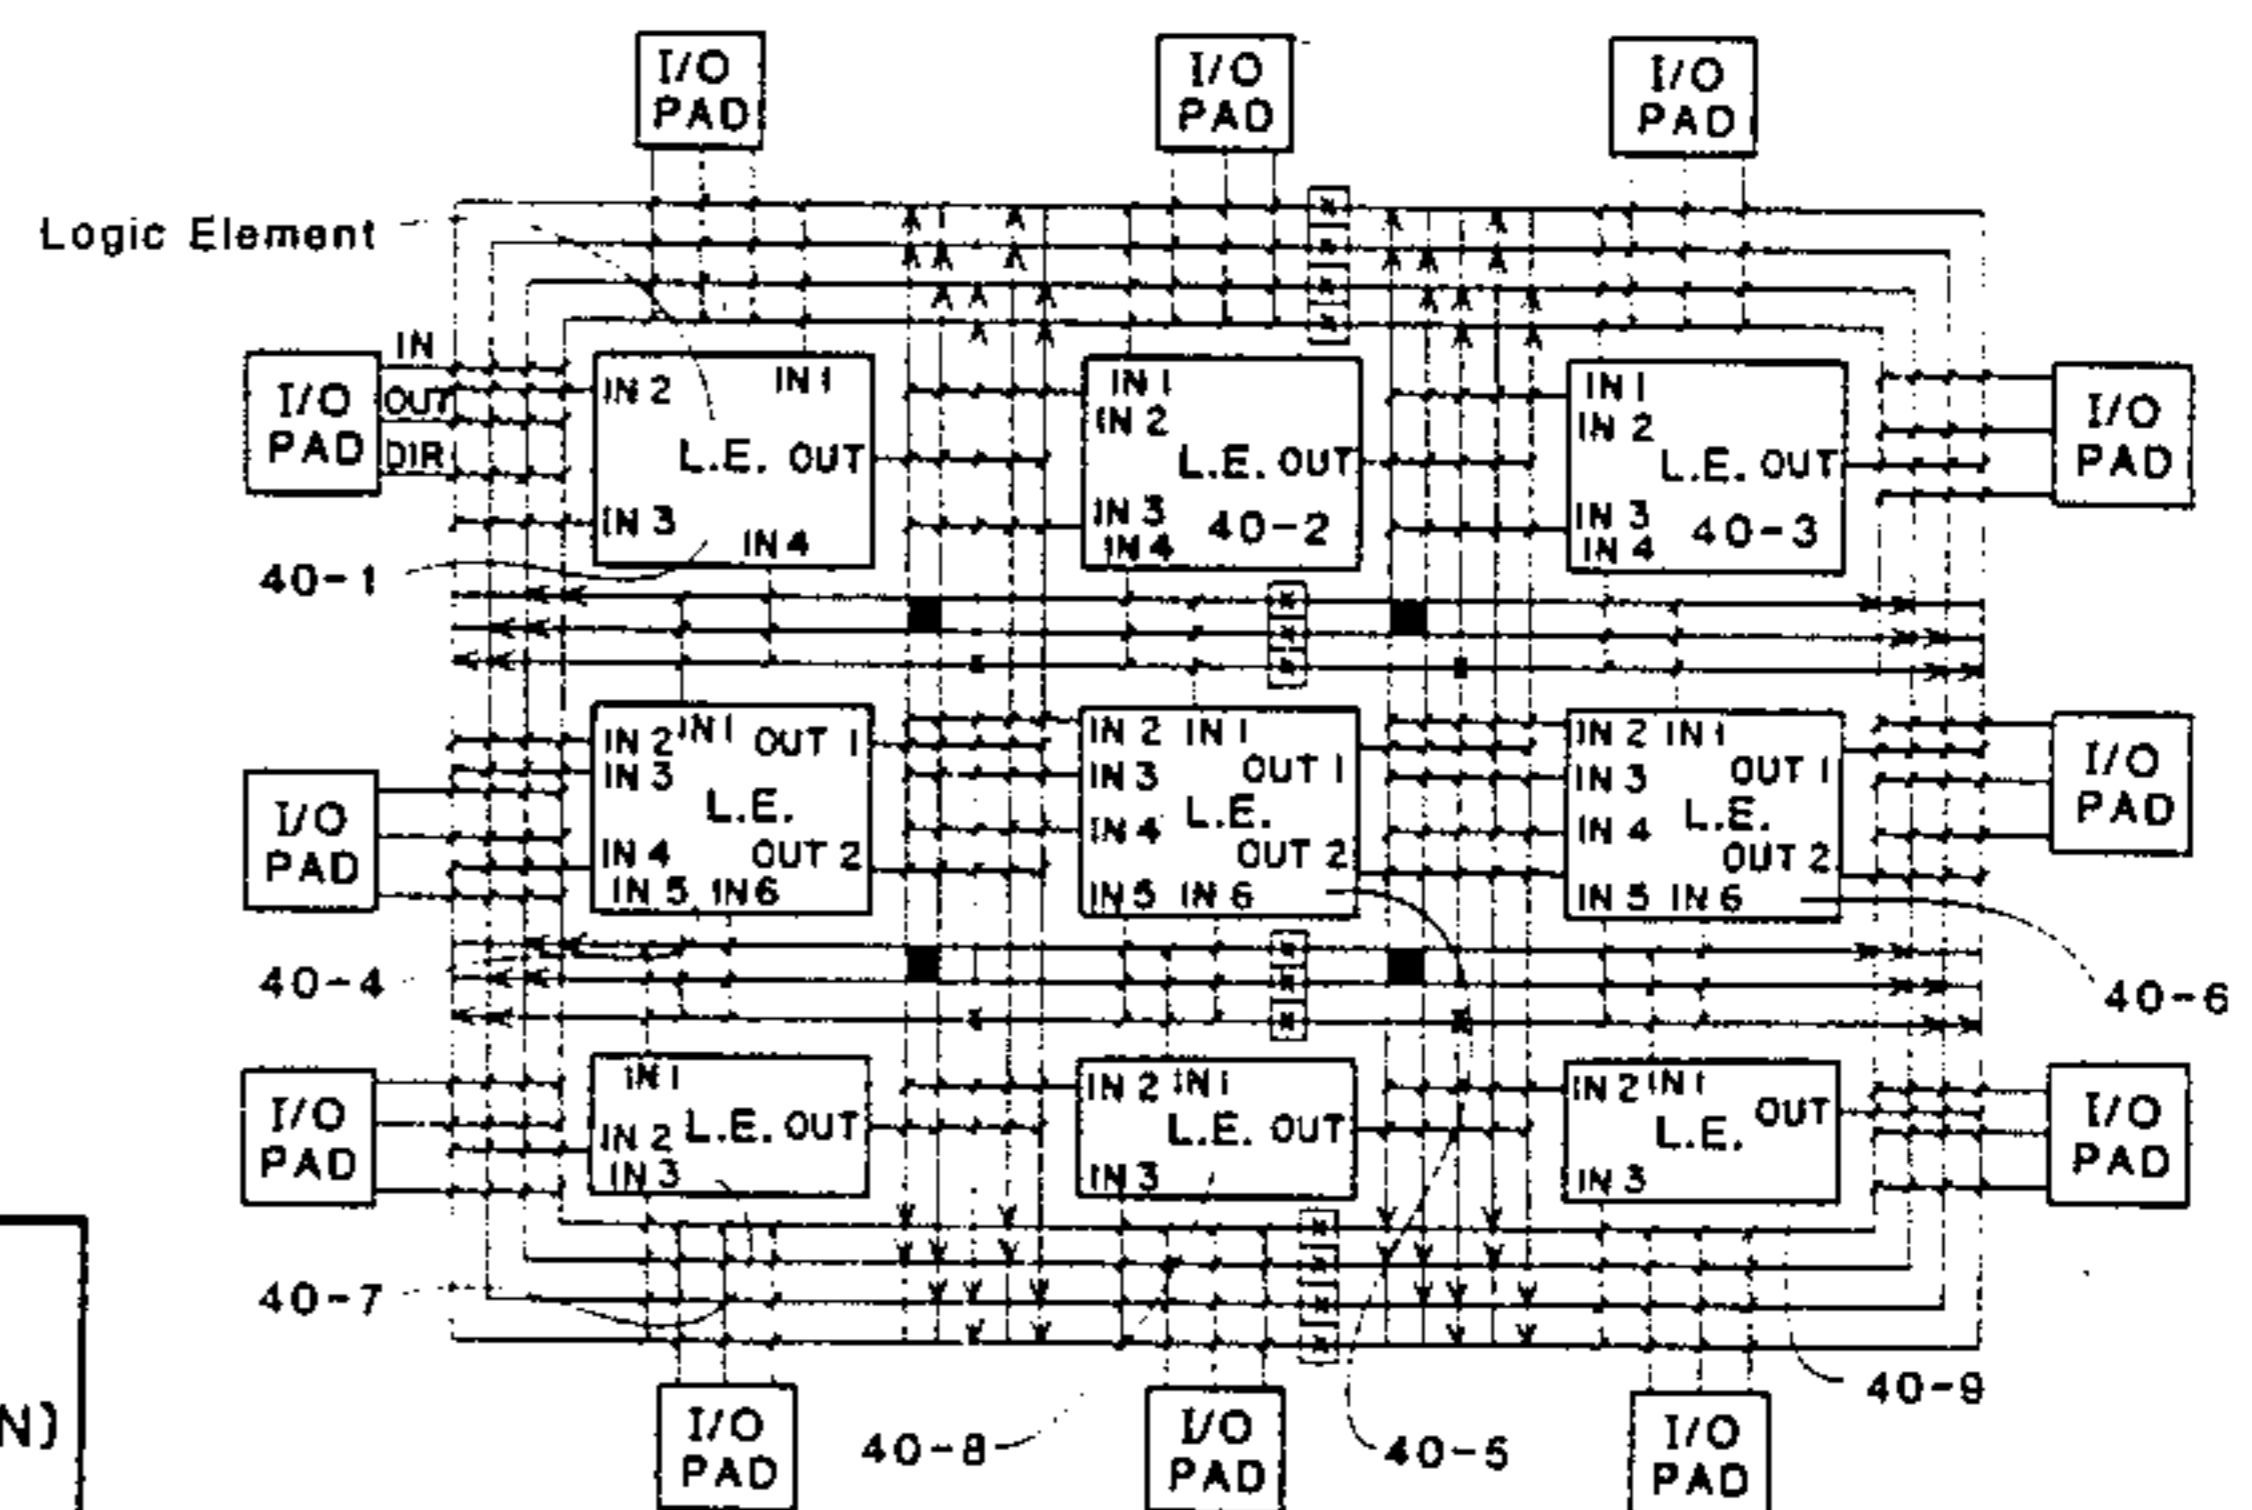 I/O
PAD
I/O
PAD
I/O
PAD
Logic Element
IN
OUT
DIR
I/O
PAD
IN 1
IN 2
L.E. OUT
IN 3
IN 4
IN 1
IN 2
L.E. OUT
IN 3
IN 4
40-2
IN 1
IN 2
L.E. OUT
IN 3
IN 4
40-3
I/O
PAD
40-1
I/O
PAD
IN 2 IN 1 OUT 1
IN 3
L.E.
IN 4 OUT 2
IN 5 IN 6
IN 2 IN 1
IN 3 OUT 1
IN 4 L.E.
OUT 2
IN 5 IN 6
IN 2 IN 1
IN 3 OUT 1
IN 4 L.E.
OUT 2
IN 5 IN 6
I/O
PAD
40-4
40-6
I/O
PAD
IN 1
IN 2 L.E. OUT
IN 3
IN 2 IN 1
L.E. OUT
IN 3
IN 2 IN 1
L.E. OUT
IN 3
I/O
PAD
40-7
40-8
40-5
40-9
I/O
PAD
I/O
PAD
I/O
PAD
N)